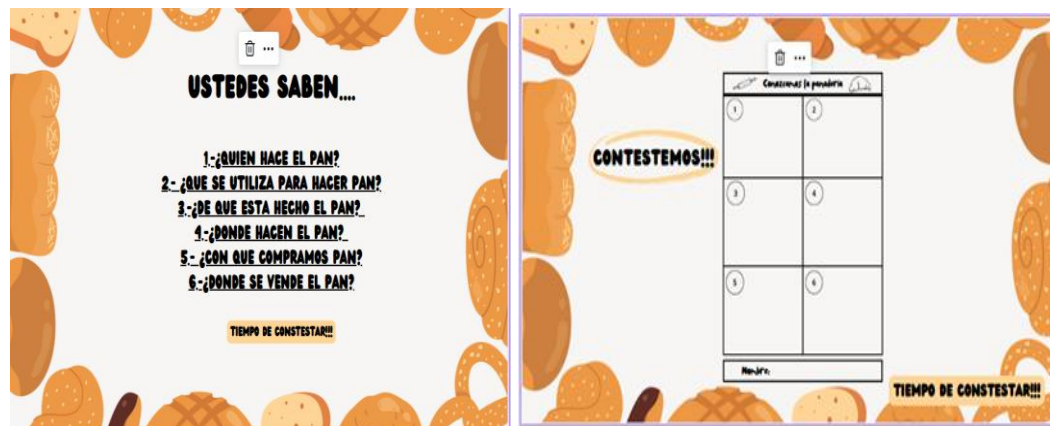 USTEDES SABEN....
1.-¿QUIEN HACE EL PAN?
2.- ¿QUE SE UTILIZA PARA HACER PAN?
3.-¿DE QUE ESTA HECHO EL PAN?
4.-¿DONDE HACEN EL PAN?
5.- ¿CON QUE COMPRAMOS PAN?
6.-¿DONDE SE VENDE EL PAN?
TIEMPO DE CONSTESTAR!!!
CONTESTEMOS!!!
Conozcamos la panadería
1
2
3
4
5
6
Nombre:
TIEMPO DE CONSTESTAR!!!